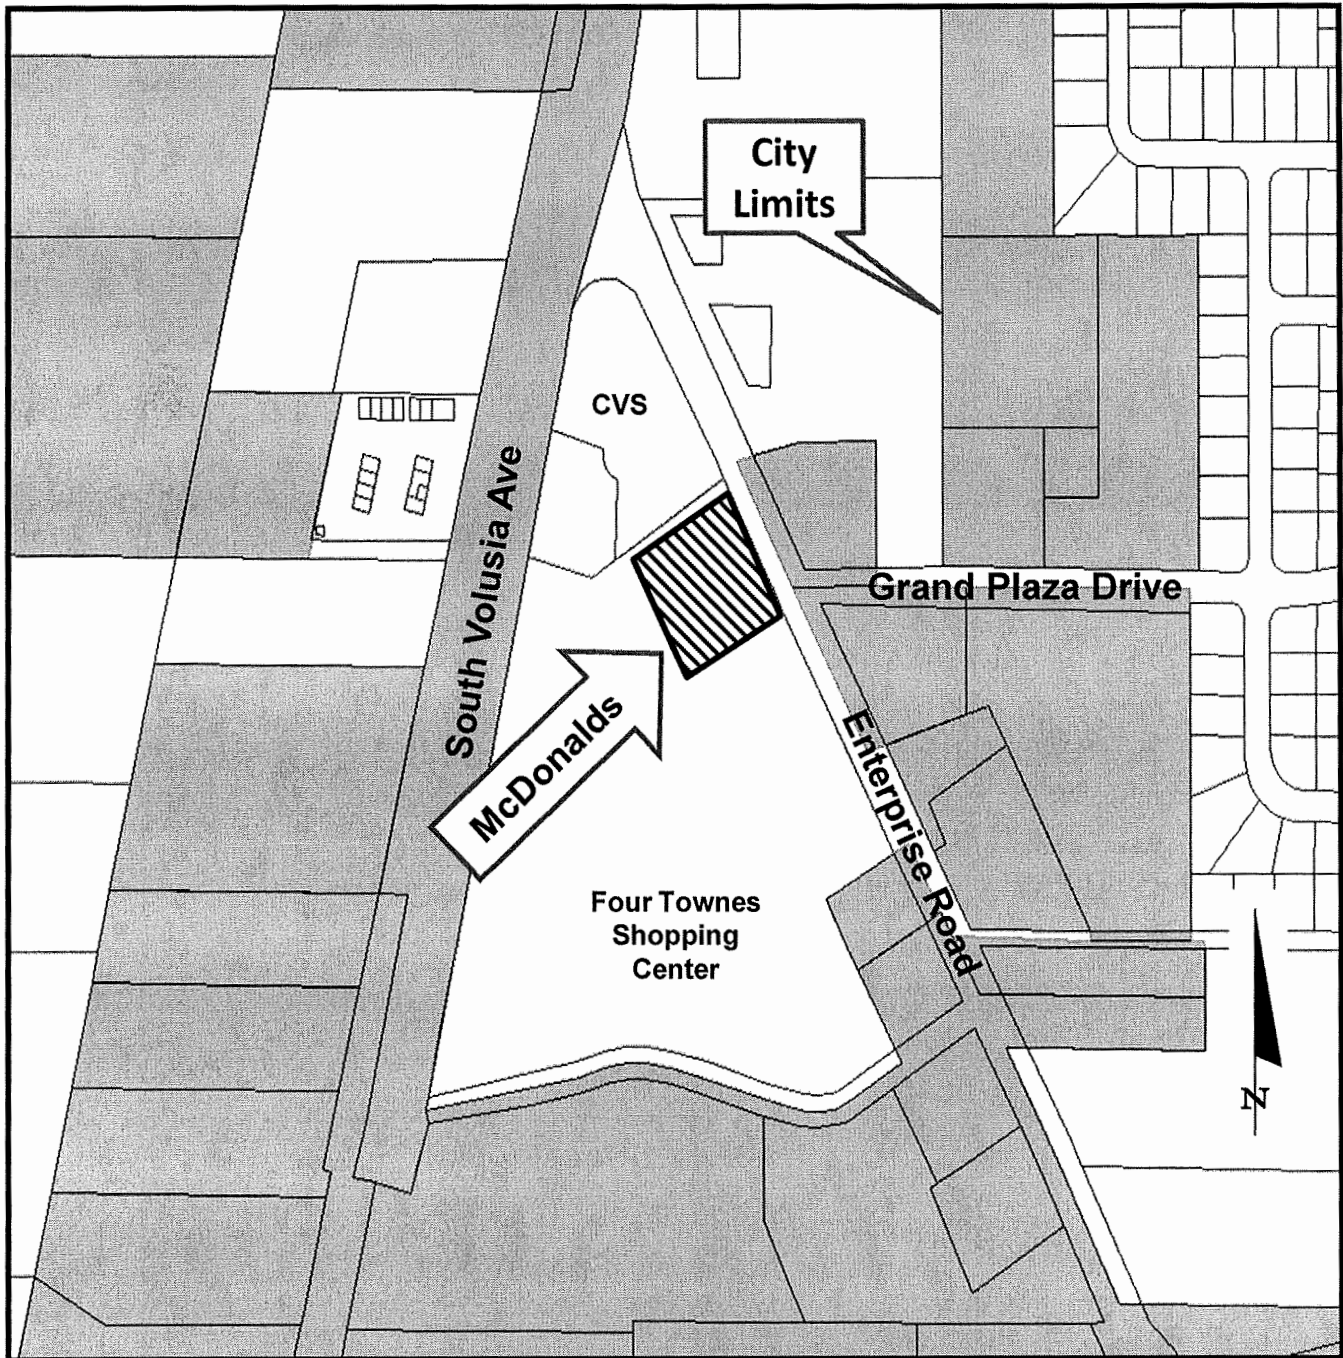 City
Limits
CVS
South Volusia Ave
Grand Plaza Drive
McDonalds
Enterprise Road
Four Townes
Shopping
Center
N